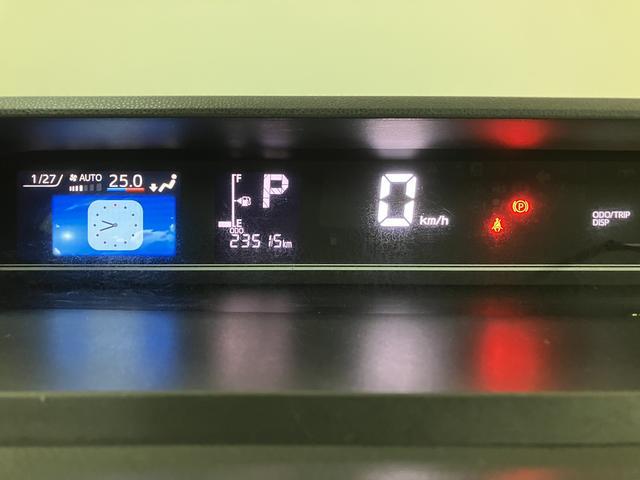 1/27/ AUTO 25.0
F
P
E
ODO
23515km
0 km/h
(P)
ODO/TRIP
DISP